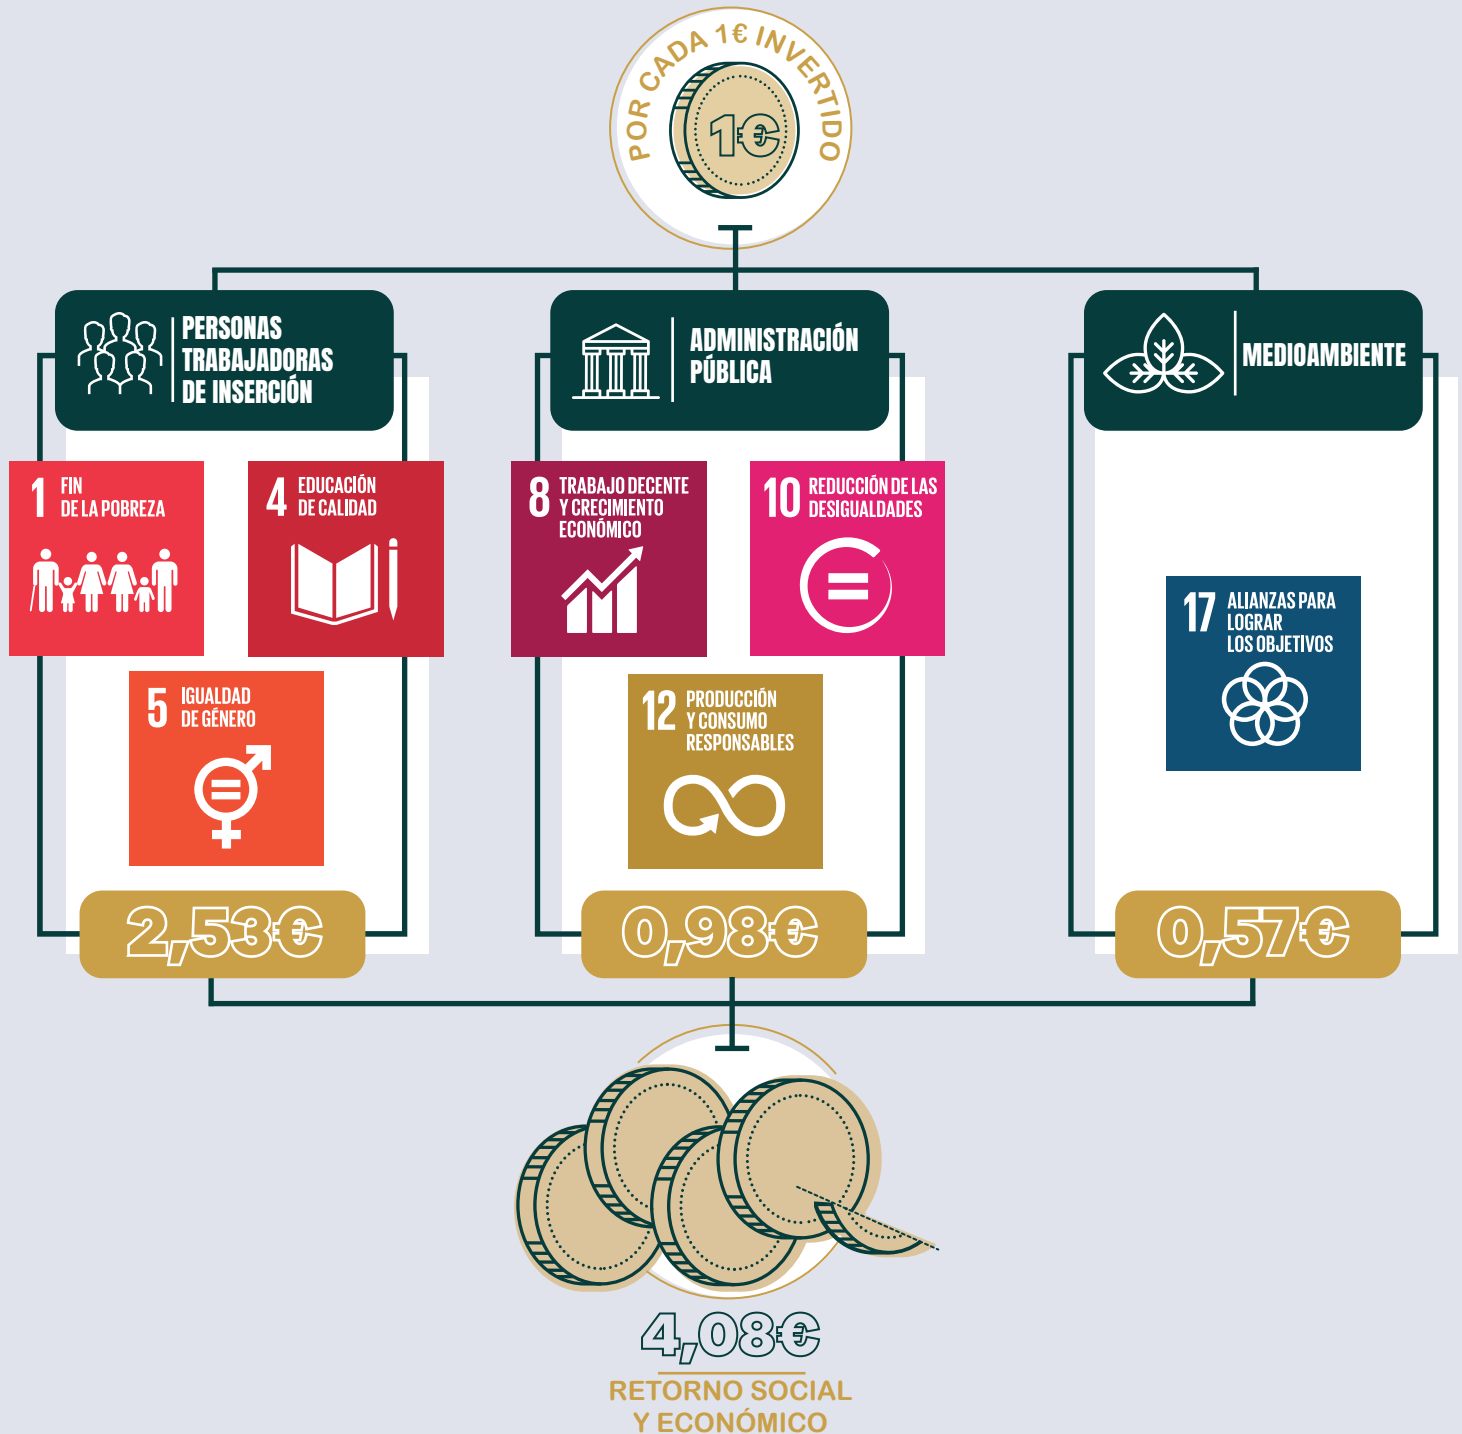 POR CADA 1€ INVERTIDO
1€
PERSONAS
TRABAJADORAS
DE INSERCIÓN
1 FIN
DE LA POBREZA
4 EDUCACIÓN
DE CALIDAD
5 IGUALDAD
DE GÉNERO
2,53€
ADMINISTRACIÓN
PÚBLICA
8 TRABAJO DECENTE
Y CRECIMIENTO
ECONÓMICO
10 REDUCCIÓN DE LAS
DESIGUALDADES
12 PRODUCCIÓN
Y CONSUMO
RESPONSABLES
0,98€
MEDIOAMBIENTE
17 ALIANZAS PARA
LOGRAR
LOS OBJETIVOS
0,57€
4,08€
RETORNO SOCIAL
Y ECONÓMICO